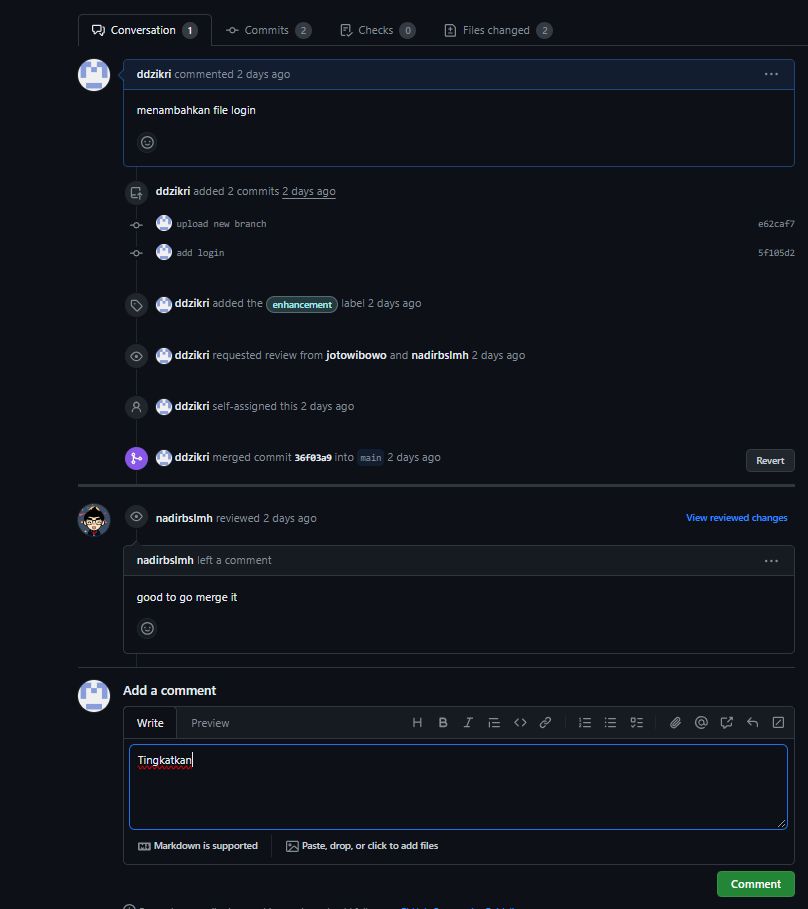 Conversation 1 Commits 2 Checks 0 Files changed 2
ddzikri commented 2 days ago
menambahkan file login
ddzikri added 2 commits 2 days ago
upload new branch e62caf7
add login 5f105d2
ddzikri added the enhancement label 2 days ago
ddzikri requested review from jotowibowo and nadirbslmh 2 days ago
ddzikri self-assigned this 2 days ago
ddzikri merged commit 36f03a9 into main 2 days ago Revert
nadirbslmh reviewed 2 days ago View reviewed changes
nadirbslmh left a comment
good to go merge it
Add a comment
Write Preview
Tingkatkan
Markdown is supported Paste, drop, or click to add files
Comment